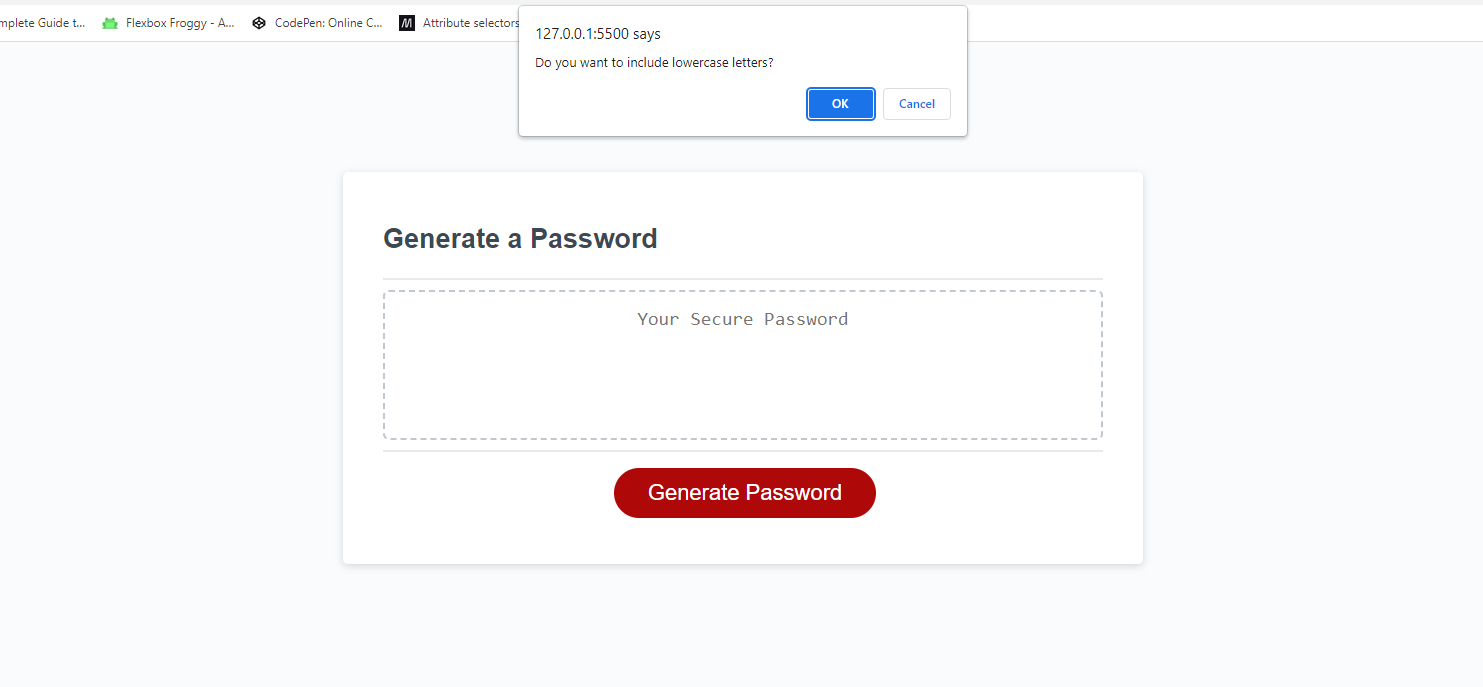 mplete Guide t...
Flexbox Froggy - A...
CodePen: Online C...
M
Attribute selectors
127.0.0.1:5500 says
Do you want to include lowercase letters?
OK
Cancel
Generate a Password
Your Secure Password
Generate Password